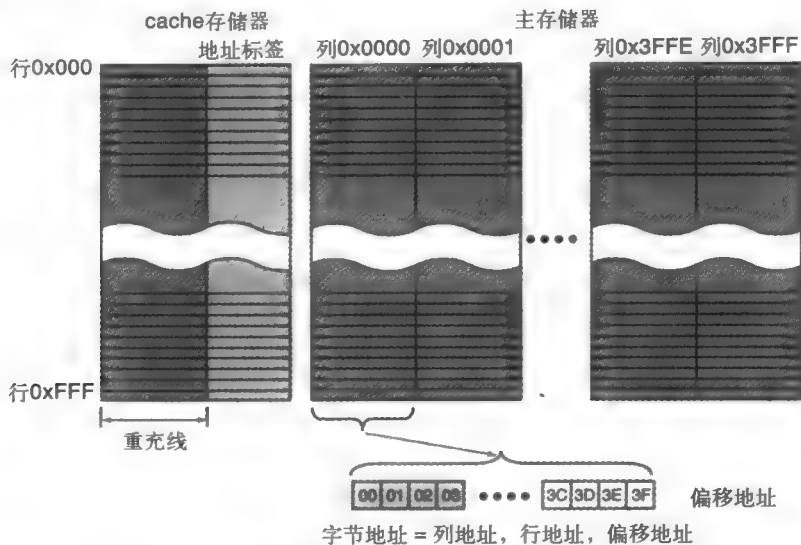 cache存储器
主存储器
地址标签
列0x0000 列0x0001
列0x3FFE 列0x3FFF
行0x000
行0xFFF
重充线
00 01 02 03 3C 3D 3E 3F
偏移地址
字节地址 = 列地址，行地址，偏移地址